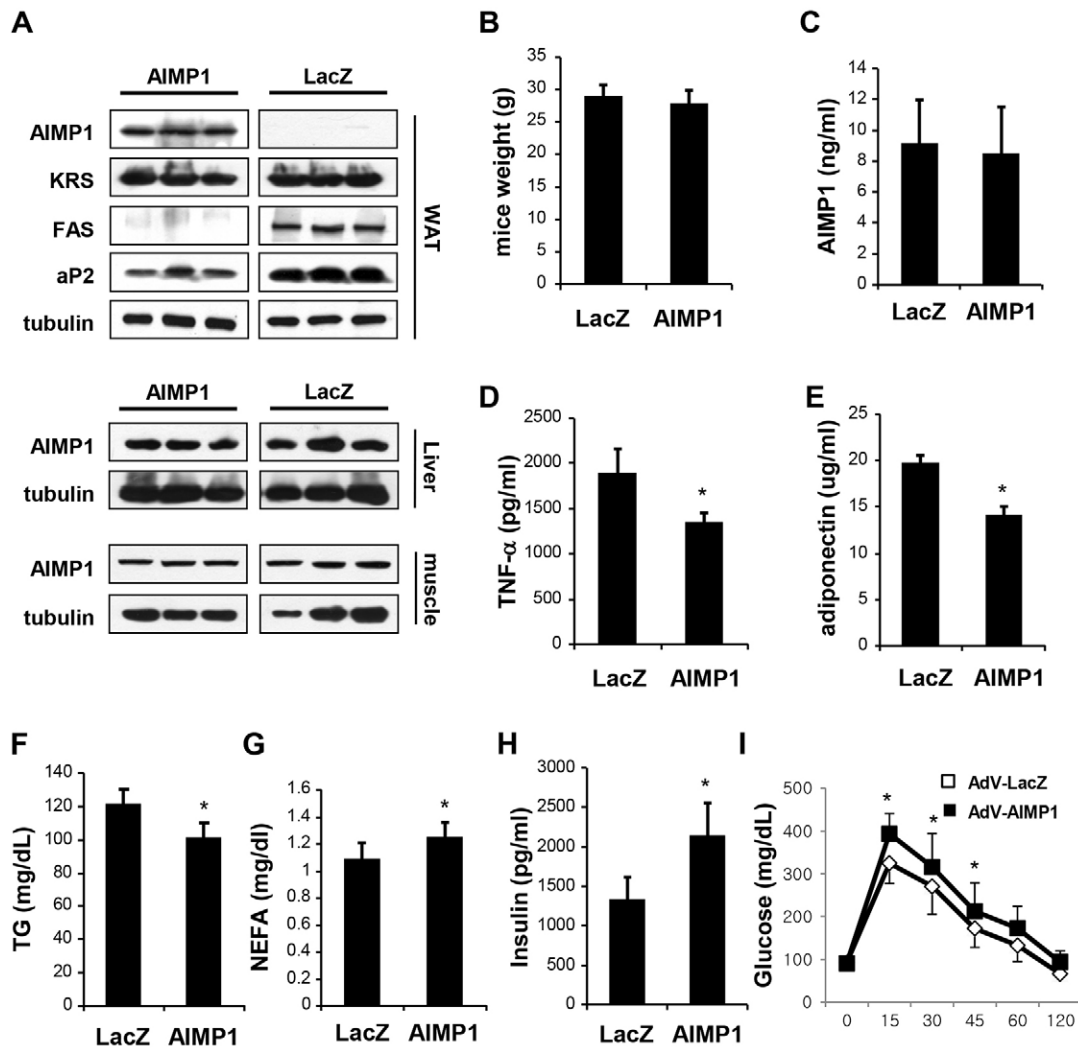 A
AIMP1 LacZ
AIMP1
KRS
FAS
aP2
tubulin
WAT
AIMP1 LacZ
AIMP1
tubulin
Liver
AIMP1
tubulin
muscle
B
mice weight (g)
35
30
25
20
15
10
5
0
LacZ AIMP1
C
AIMP1 (ng/ml)
14
12
10
8
6
4
2
0
LacZ AIMP1
D
TNF-α (pg/ml)
2500
2000
1500
1000
500
0
*
LacZ AIMP1
E
adiponectin (ug/ml)
25
20
15
10
5
0
*
LacZ AIMP1
F
TG (mg/dL)
140
120
100
80
60
40
20
0
*
LacZ AIMP1
G
NEFA (mg/dl)
1.6
1.4
1.2
1
0.8
0.6
0.4
0.2
0
*
LacZ AIMP1
H
Insulin (pg/ml)
3000
2500
2000
1500
1000
500
0
*
LacZ AIMP1
I
Glucose (mg/dL)
500
400
300
200
100
0
AdV-LacZ
AdV-AIMP1
* * *
0 15 30 45 60 120